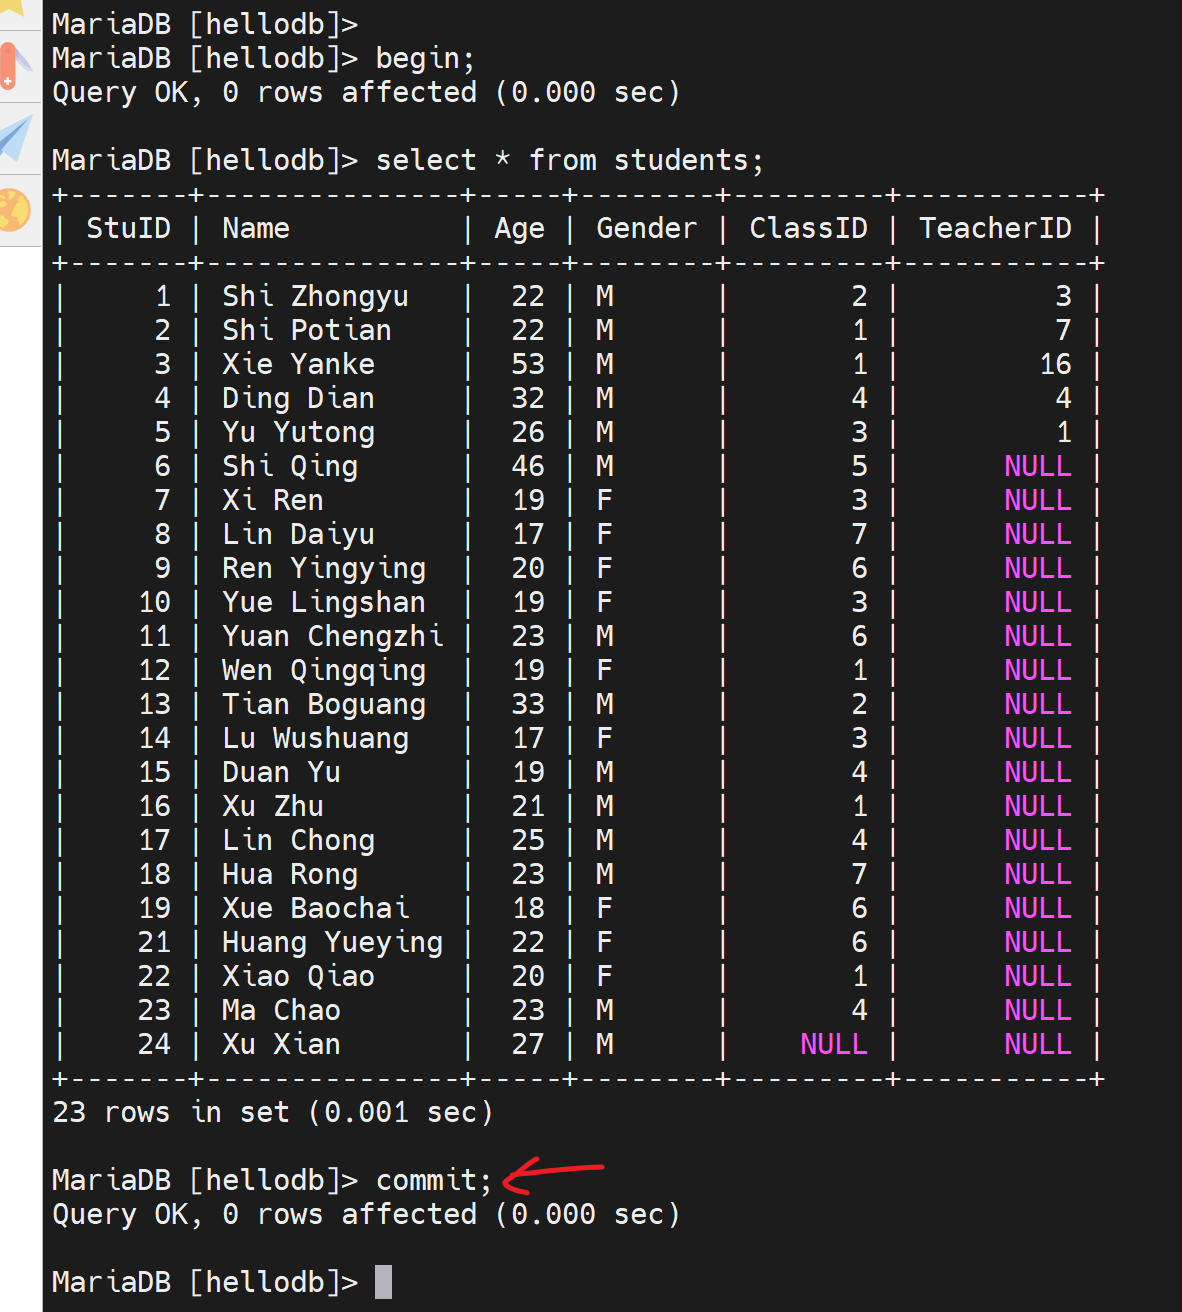 MariaDB [hellodb]>
MariaDB [hellodb]> begin;
Query OK, 0 rows affected (0.000 sec)
MariaDB [hellodb]> select * from students;
+-------+---------------+-----+--------+---------+-----------+
| StuID | Name          | Age | Gender | ClassID | TeacherID |
+-------+---------------+-----+--------+---------+-----------+
|     1 | Shi Zhongyu   |  22 | M      |       2 |         3 |
|     2 | Shi Potian    |  22 | M      |       1 |         7 |
|     3 | Xie Yanke     |  53 | M      |       1 |        16 |
|     4 | Ding Dian     |  32 | M      |       4 |         4 |
|     5 | Yu Yutong     |  26 | M      |       3 |         1 |
|     6 | Shi Qing      |  46 | M      |       5 |      NULL |
|     7 | Xi Ren        |  19 | F      |       3 |      NULL |
|     8 | Lin Daiyu     |  17 | F      |       7 |      NULL |
|     9 | Ren Yingying  |  20 | F      |       6 |      NULL |
|    10 | Yue Lingshan  |  19 | F      |       3 |      NULL |
|    11 | Yuan Chengzhi |  23 | M      |       6 |      NULL |
|    12 | Wen Qingqing  |  19 | F      |       1 |      NULL |
|    13 | Tian Boguang  |  33 | M      |       2 |      NULL |
|    14 | Lu Wushuang   |  17 | F      |       3 |      NULL |
|    15 | Duan Yu       |  19 | M      |       4 |      NULL |
|    16 | Xu Zhu        |  21 | M      |       1 |      NULL |
|    17 | Lin Chong     |  25 | M      |       4 |      NULL |
|    18 | Hua Rong      |  23 | M      |       7 |      NULL |
|    19 | Xue Baochai   |  18 | F      |       6 |      NULL |
|    21 | Huang Yueying |  22 | F      |       6 |      NULL |
|    22 | Xiao Qiao     |  20 | F      |       1 |      NULL |
|    23 | Ma Chao       |  23 | M      |       4 |      NULL |
|    24 | Xu Xian       |  27 | M      |    NULL |      NULL |
+-------+---------------+-----+--------+---------+-----------+
23 rows in set (0.001 sec)
MariaDB [hellodb]> commit;
Query OK, 0 rows affected (0.000 sec)
MariaDB [hellodb]>